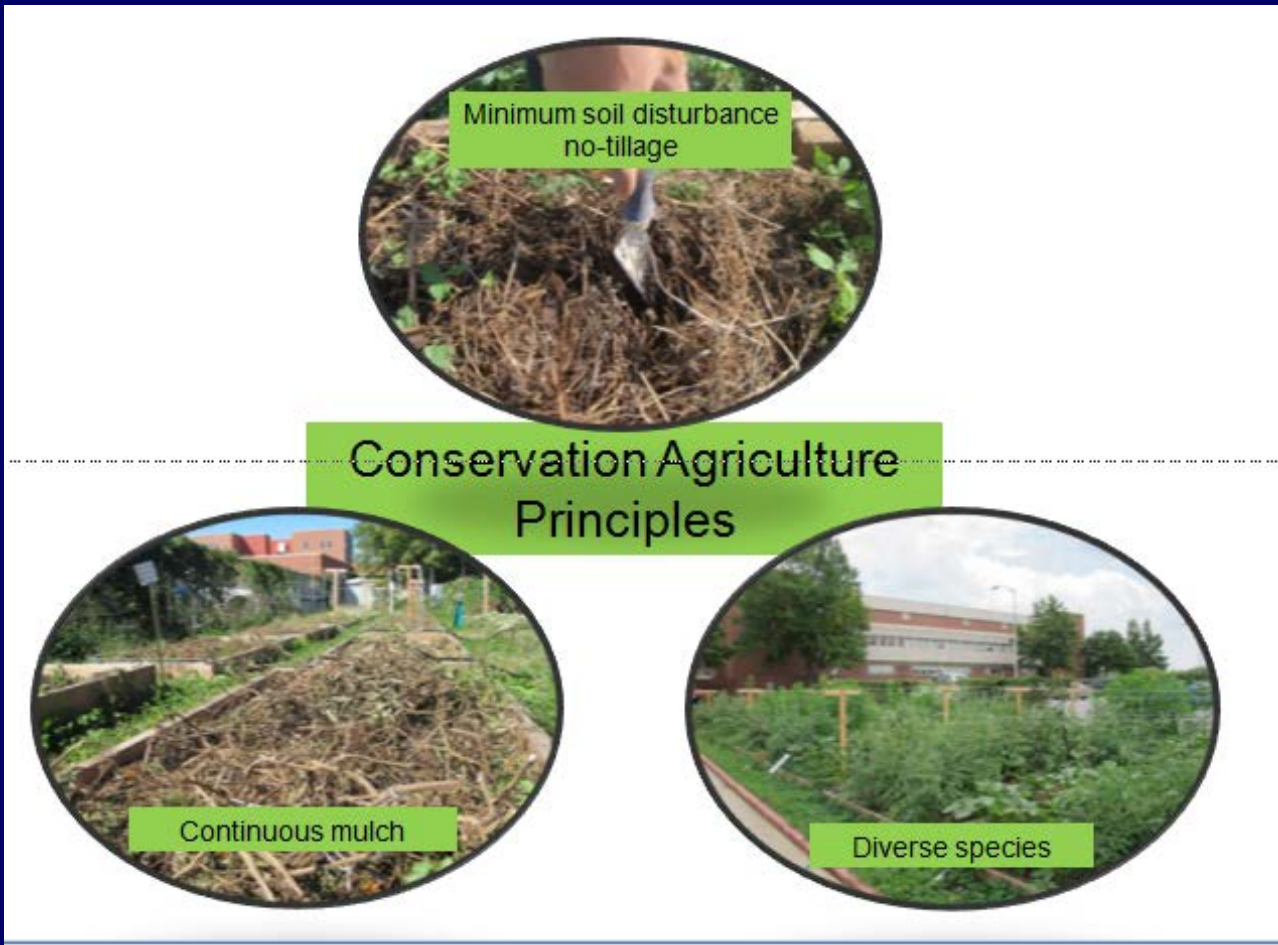 Minimum soil disturbance
no-tillage
Conservation Agriculture
Principles
Continuous mulch
Diverse species